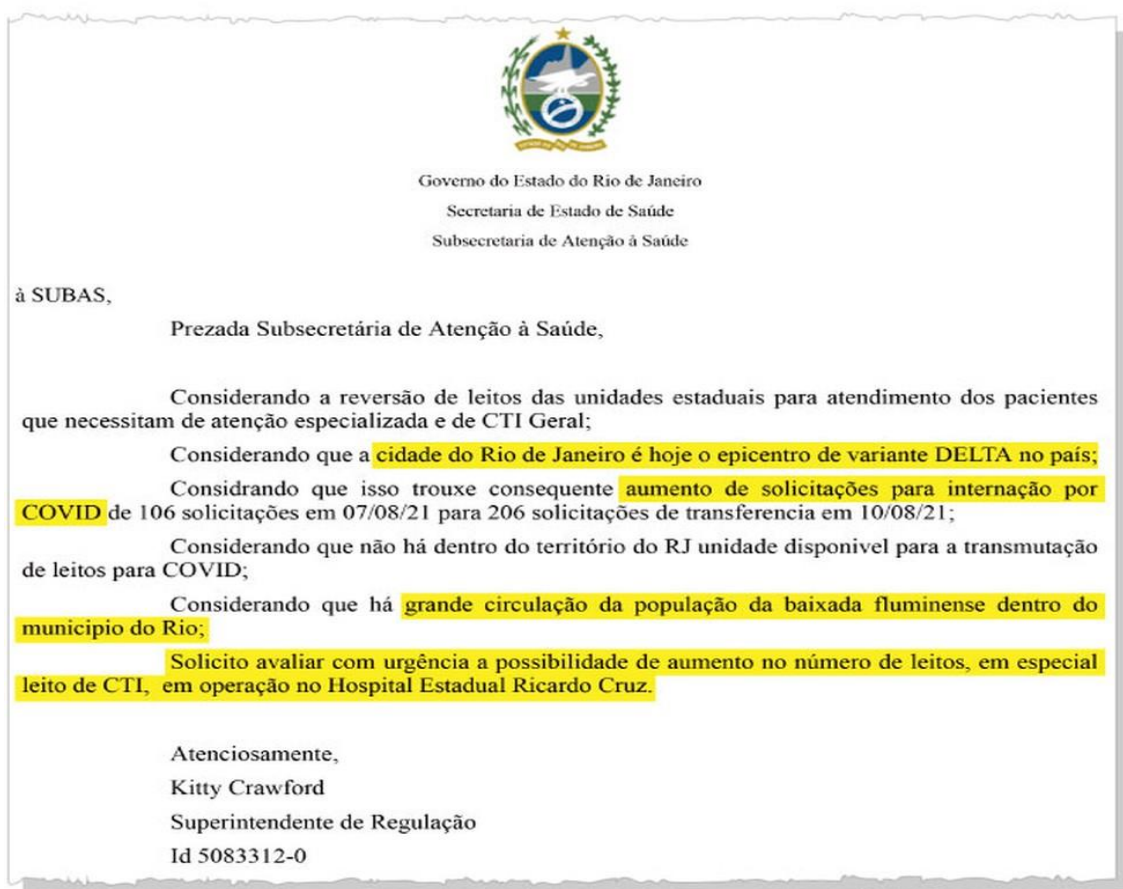 Governo do Estado do Rio de Janeiro
Secretaria de Estado de Saúde
Subsecretaria de Atenção à Saúde
à SUBAS,
Prezada Subsecretária de Atenção à Saúde,
Considerando a reversão de leitos das unidades estaduais para atendimento dos pacientes
que necessitam de atenção especializada e de CTI Geral;
Considerando que a cidade do Rio de Janeiro é hoje o epicentro de variante DELTA no país;
Considrando que isso trouxe consequente aumento de solicitações para internação por
COVID de 106 solicitações em 07/08/21 para 206 solicitações de transferencia em 10/08/21;
Considerando que não há dentro do território do RJ unidade disponivel para a transmutação
de leitos para COVID;
Considerando que há grande circulação da população da baixada fluminense dentro do
municipio do Rio;
Solicito avaliar com urgência a possibilidade de aumento no número de leitos, em especial
leito de CTI, em operação no Hospital Estadual Ricardo Cruz.
Atenciosamente,
Kitty Crawford
Superintendente de Regulação
Id 5083312-0